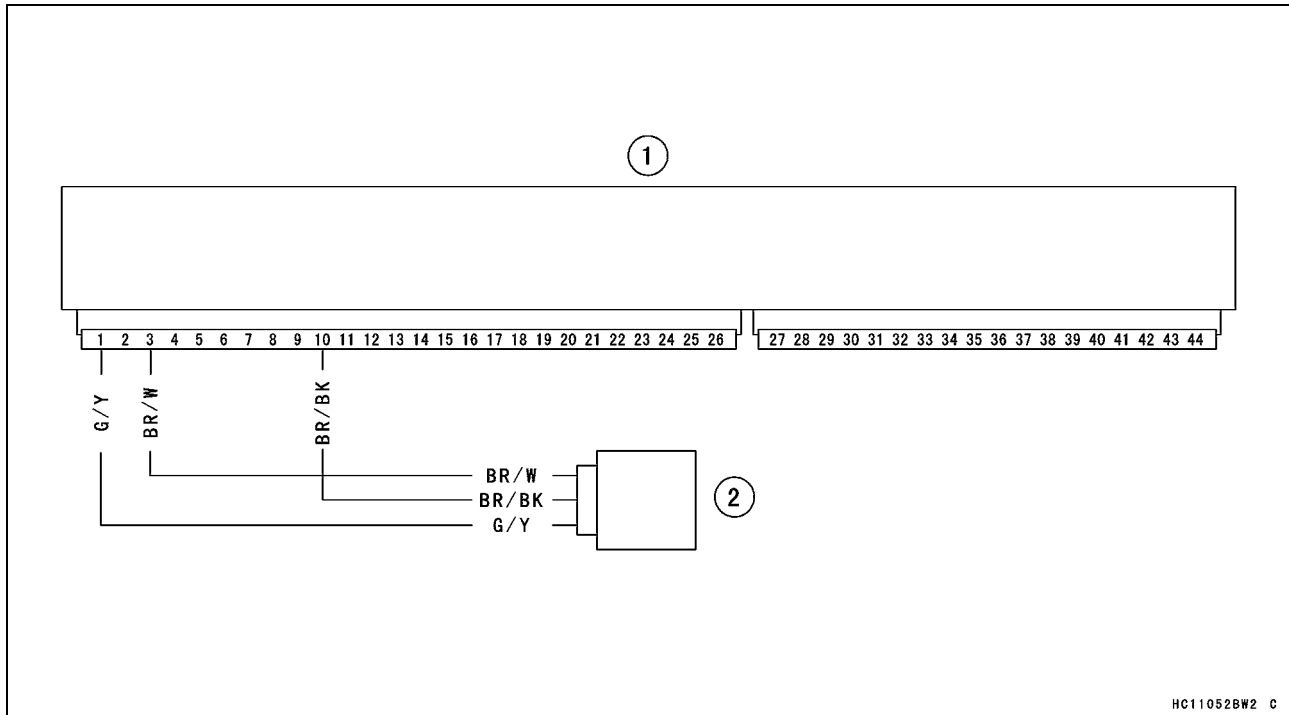 1
1 2 3 4 5 6 7 8 9 10 11 12 13 14 15 16 17 18 19 20 21 22 23 24 25 26 27 28 29 30 31 32 33 34 35 36 37 38 39 40 41 42 43 44
G/Y BR/W BR/BK
BR/W
BR/BK 2
G/Y
HC11052BW2 C